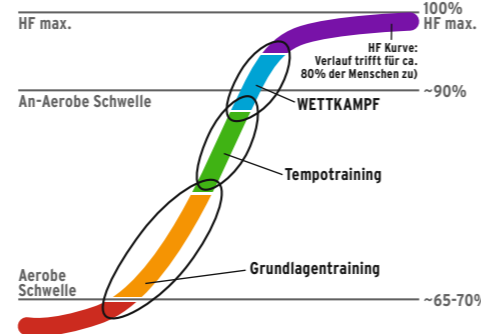 100%
HF max.
HF max.
HF Kurve:
Verlauf trifft für ca.
80% der Menschen zu)
~90%
An-Aerobe Schwelle
WETTKAMPF
Tempotraining
Grundlagentraining
Aerobe
Schwelle
~65-70%